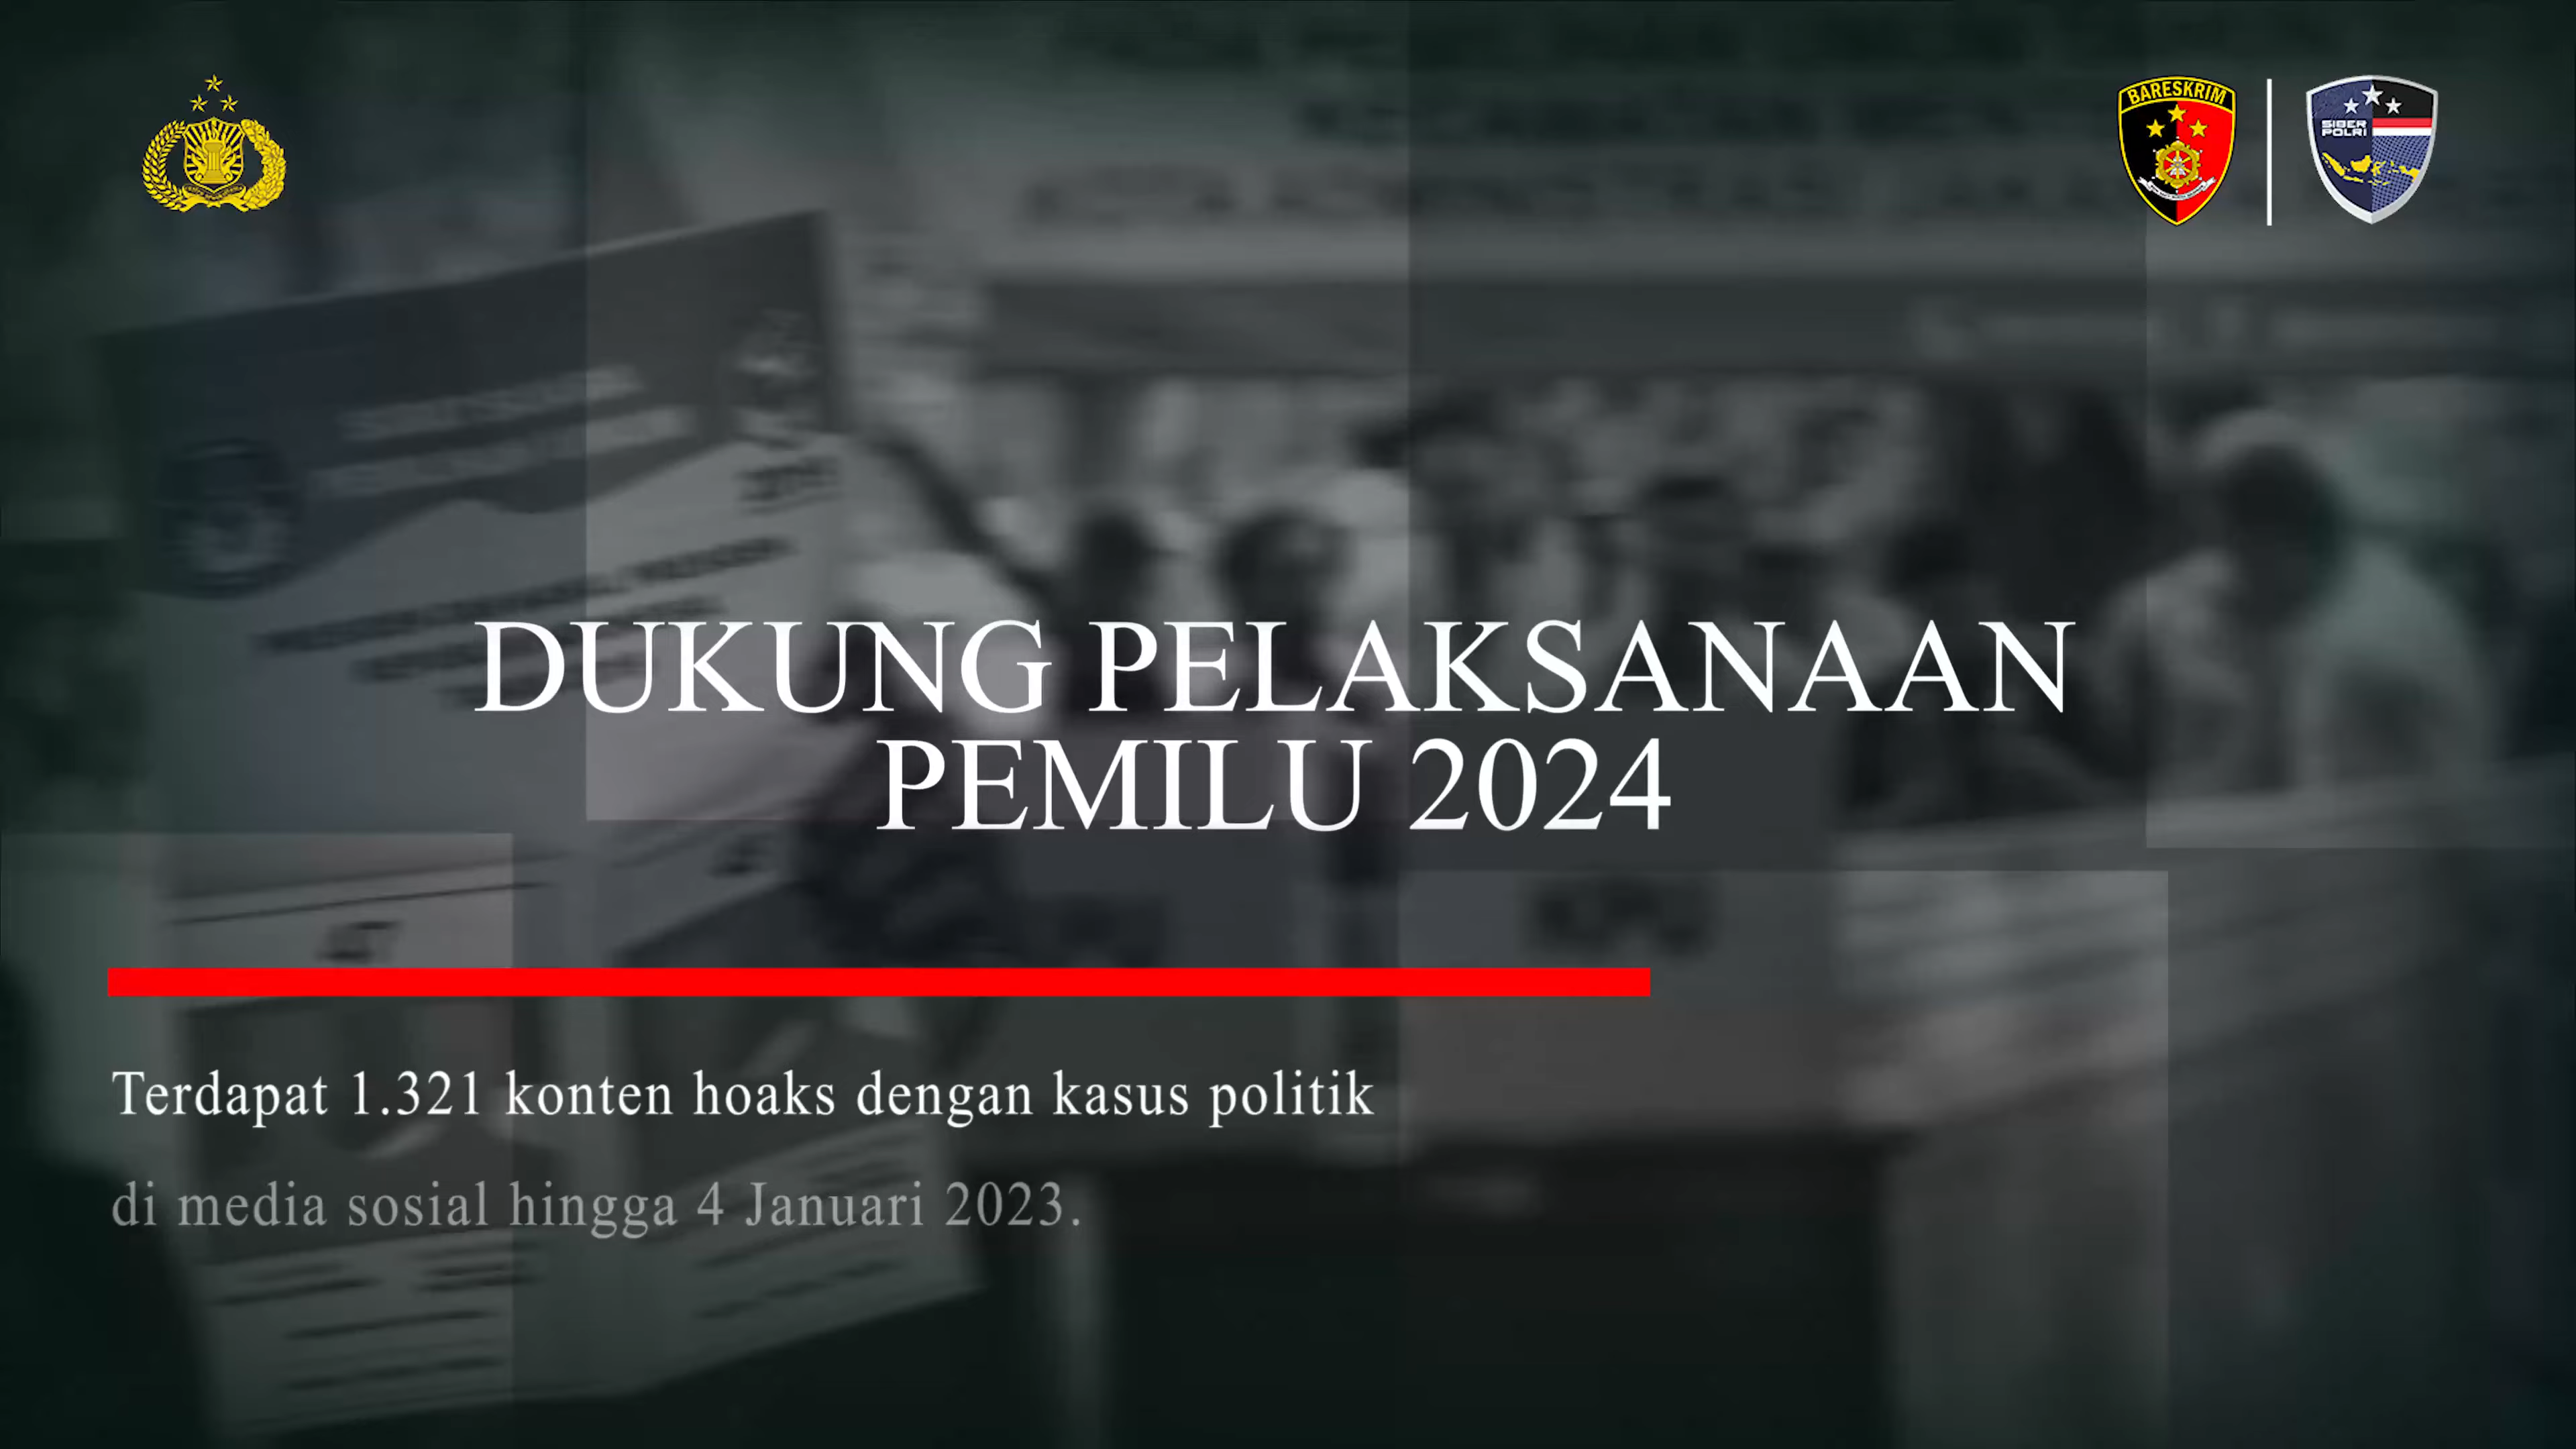 BARESKRIM
SIBER
POLRI
DUKUNG PELAKSANAAN
PEMILU 2024
Terdapat 1.321 konten hoaks dengan kasus politik
di media sosial hingga 4 Januari 2023.